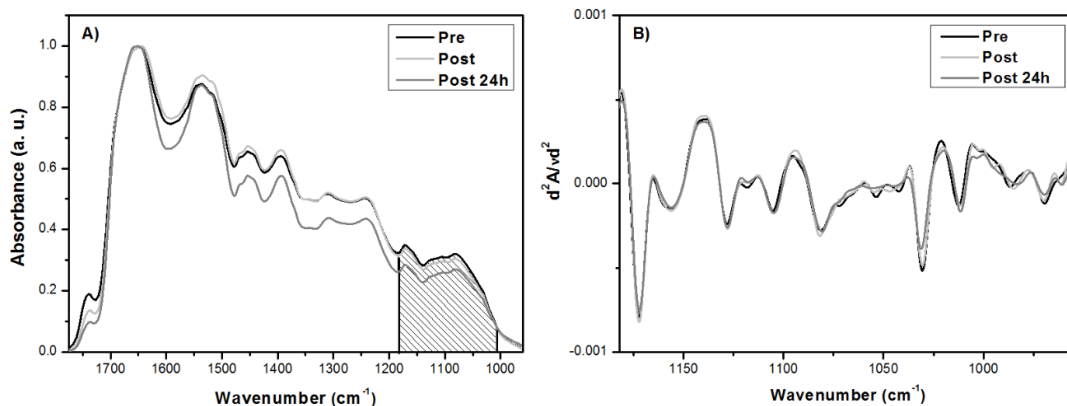 A)
Pre
Post
Post 24h
1.0
0.8
0.6
0.4
0.2
0.0
Absorbance (a. u.)
1700 1600 1500 1400 1300 1200 1100 1000
Wavenumber (cm⁻¹)
B)
Pre
Post
Post 24h
0.001
0.000
-0.001
d²A/νd²
1150 1100 1050 1000
Wavenumber (cm⁻¹)